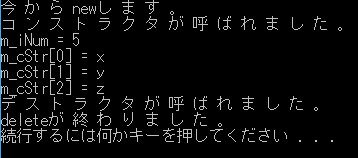 今からnewします。
コンストラクタが呼ばれました。
m_iNum = 5
m_cStr[0] = x
m_cStr[1] = y
m_cStr[2] = z
デストラクタが呼ばれました。
deleteが終わりました。
続行するには何かキーを押してください . . .